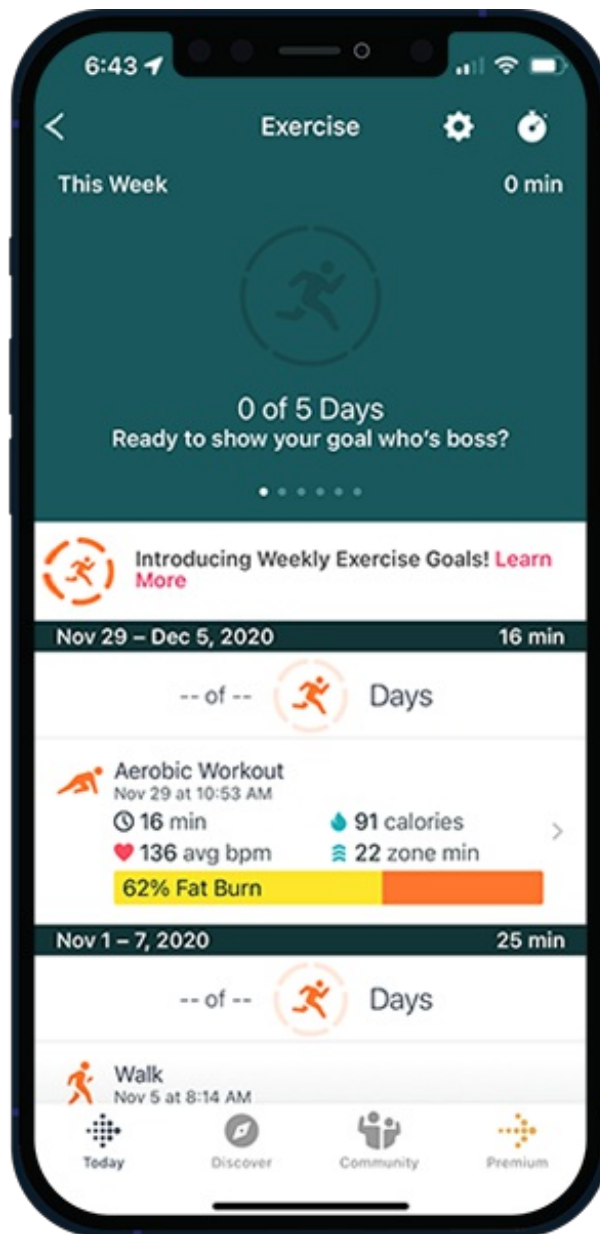 6:43
Exercise
This Week 0 min
0 of 5 Days
Ready to show your goal who's boss?
Introducing Weekly Exercise Goals! Learn
More
Nov 29 – Dec 5, 2020 16 min
-- of -- Days
Aerobic Workout
Nov 29 at 10:53 AM
16 min 91 calories
136 avg bpm 22 zone min
62% Fat Burn
Nov 1 – 7, 2020 25 min
-- of -- Days
Walk
Nov 5 at 8:14 AM
Today Discover Community Premium